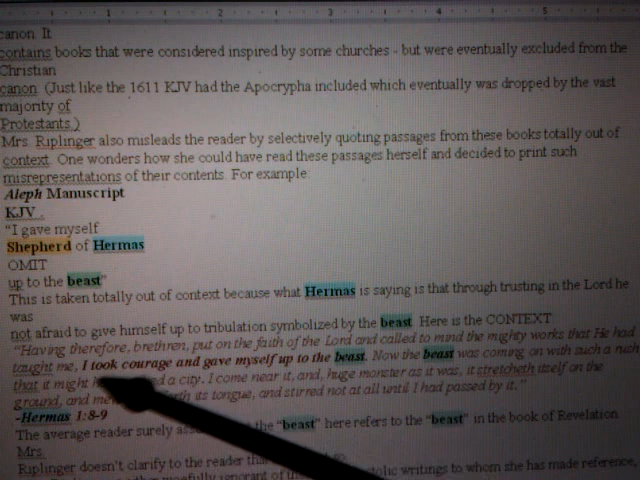 canon. It
contains books that were considered inspired by some churches - but were eventually excluded from the
Christian
canon. (Just like the 1611 KJV had the Apocrypha included which eventually was dropped by the vast
majority of
Protestants.)
Mrs. Riplinger also misleads the reader by selectively quoting passages from these books totally out of
context. One wonders how she could have read these passages herself and decided to print such
misrepresentations of their contents. For example:
Aleph Manuscript
KJV .
"I gave myself
Shepherd of Hermas
OMIT
up to the beast"
This is taken totally out of context because what Hermas is saying is that through trusting in the Lord he
was
not afraid to give himself up to tribulation symbolized by the beast. Here is the CONTEXT.
"Having therefore, brethren, put on the faith of the Lord and called to mind the mighty works that He had
taught me, I took courage and gave myself up to the beast. Now the beast was coming on with such a rush
that it might a city. I come near it, and, huge monster as it was, it stretcheth itself on the
ground, and its tongue, and stirred not at all until I had passed by it."
-Hermas 1:8-9
The average reader surely the "beast" here refers to the "beast" in the book of Revelation.
Mrs.
Riplinger doesn't clarify to the reader
writings to whom she has made reference,